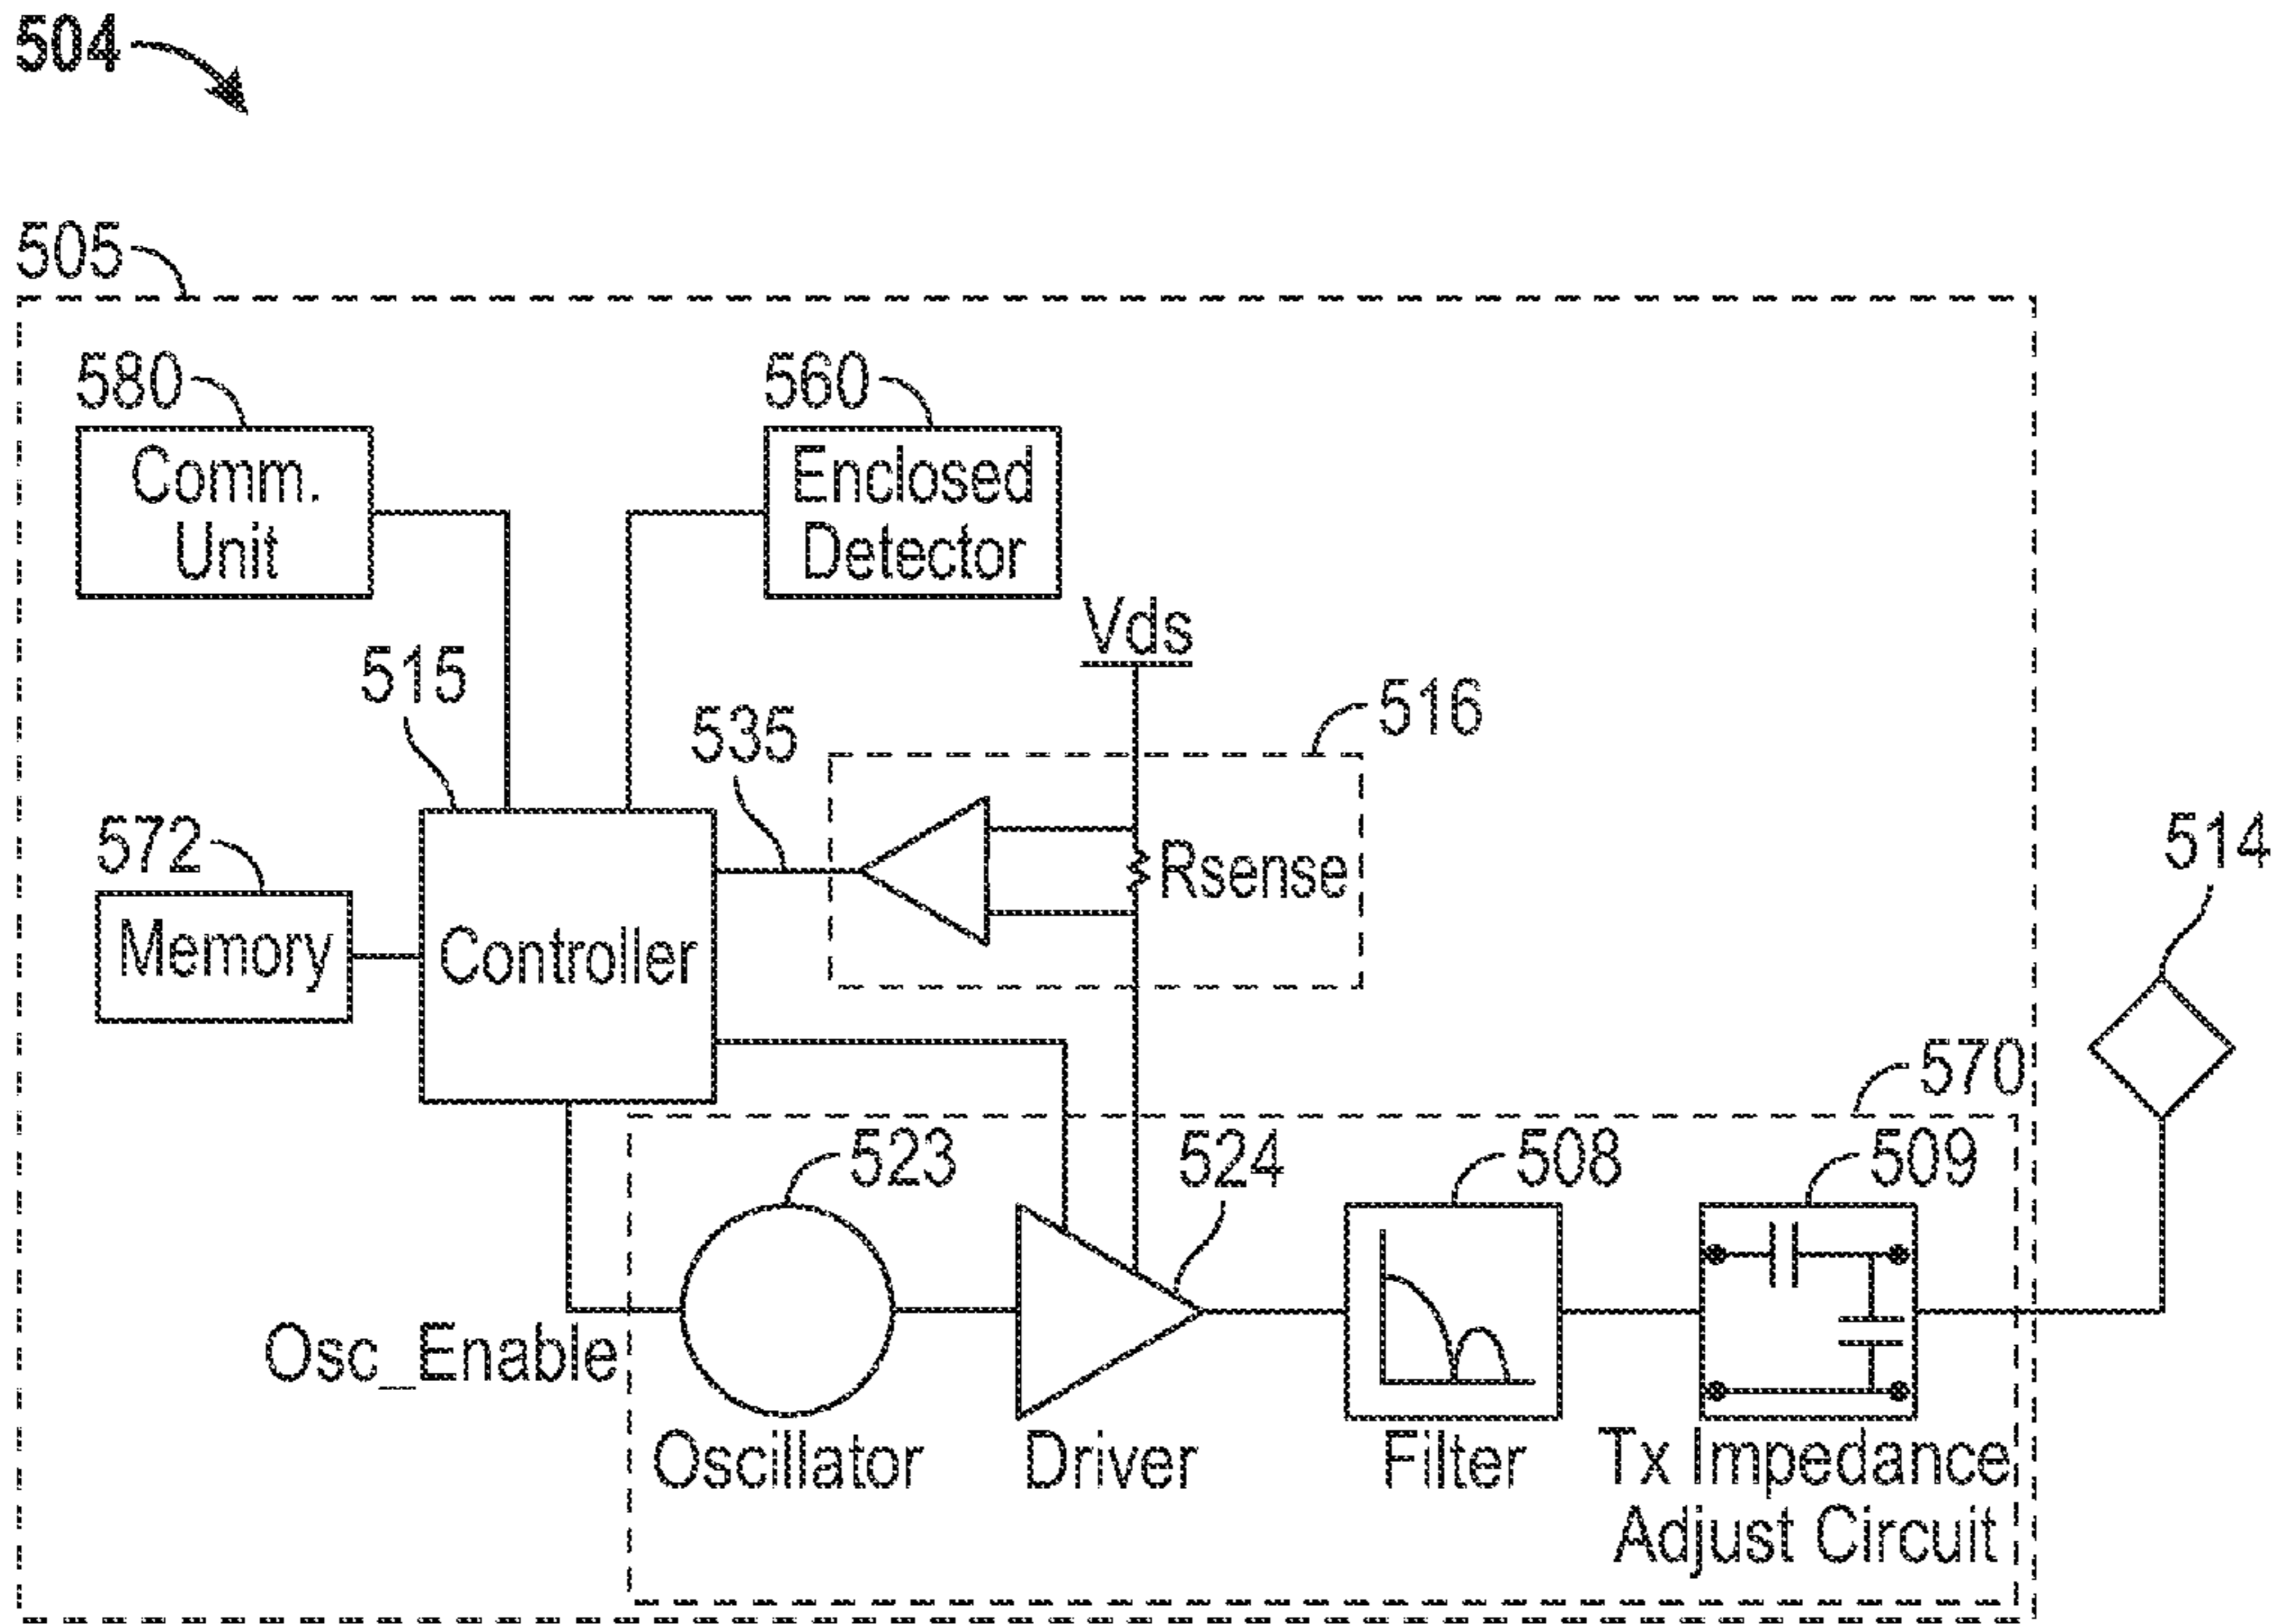 504
505
580
560
Comm.
Unit
Enclosed
Detector
Vds
515
516
535
572
514
Memory
Controller
Rsense
570
523
524
508
509
Osc_Enable
Oscillator
Driver
Filter
Tx Impedance
Adjust Circuit